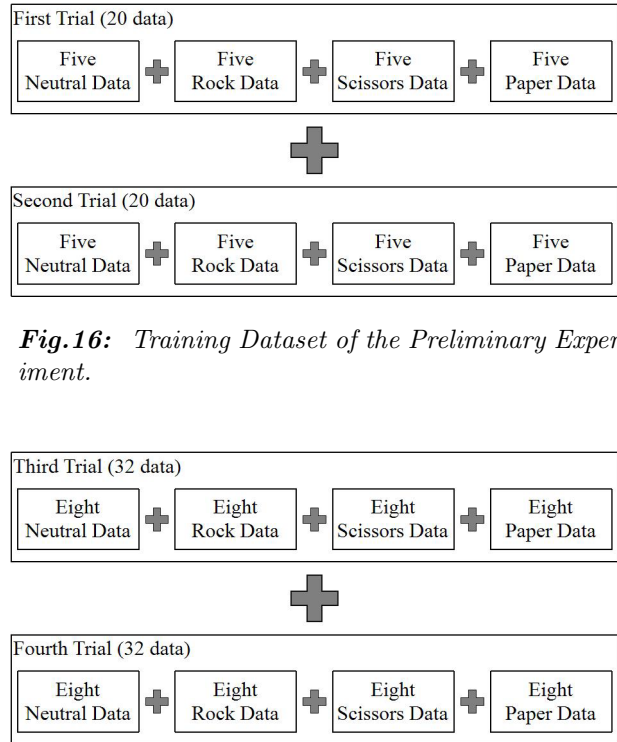 First Trial (20 data)
Five Five Five Five
Neutral Data Rock Data Scissors Data Paper Data
Second Trial (20 data)
Five Five Five Five
Neutral Data Rock Data Scissors Data Paper Data
Fig.16: Training Dataset of the Preliminary Exper
iment.
Third Trial (32 data)
Eight Eight Eight Eight
Neutral Data Rock Data Scissors Data Paper Data
Fourth Trial (32 data)
Eight Eight Eight Eight
Neutral Data Rock Data Scissors Data Paper Data